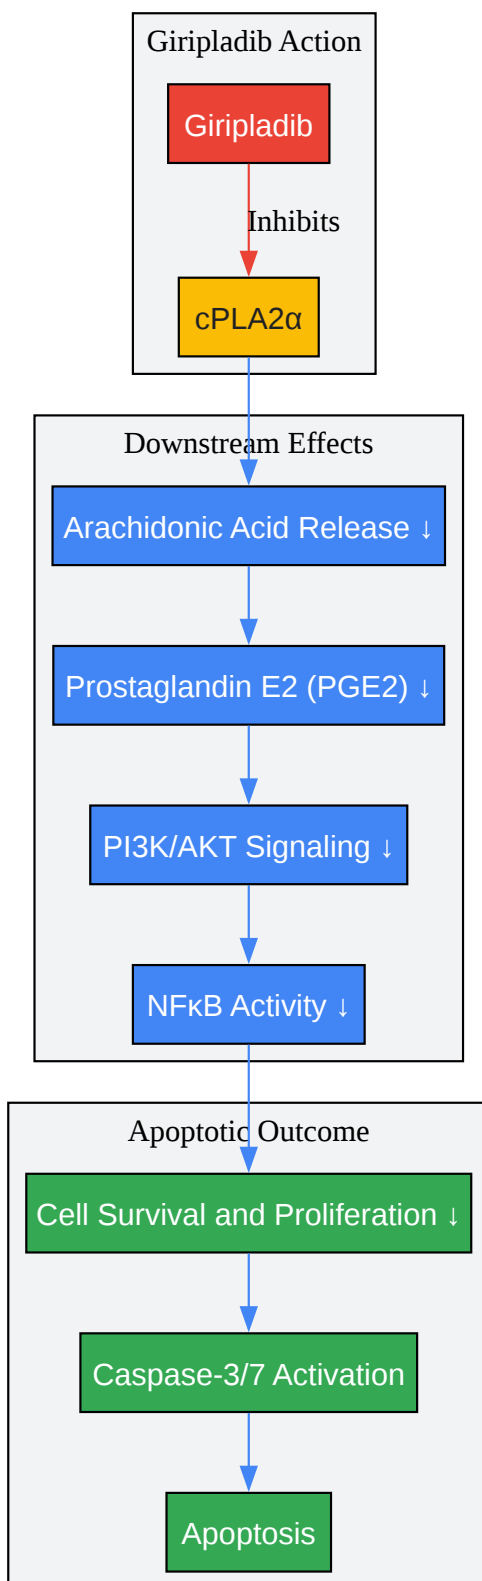 Giripladib Action
Giripladib
Inhibits
cPLA2α
Downstream Effects
Arachidonic Acid Release ↓
Prostaglandin E2 (PGE2) ↓
PI3K/AKT Signaling ↓
NFκB Activity ↓
Apoptotic Outcome
Cell Survival and Proliferation ↓
Caspase-3/7 Activation
Apoptosis